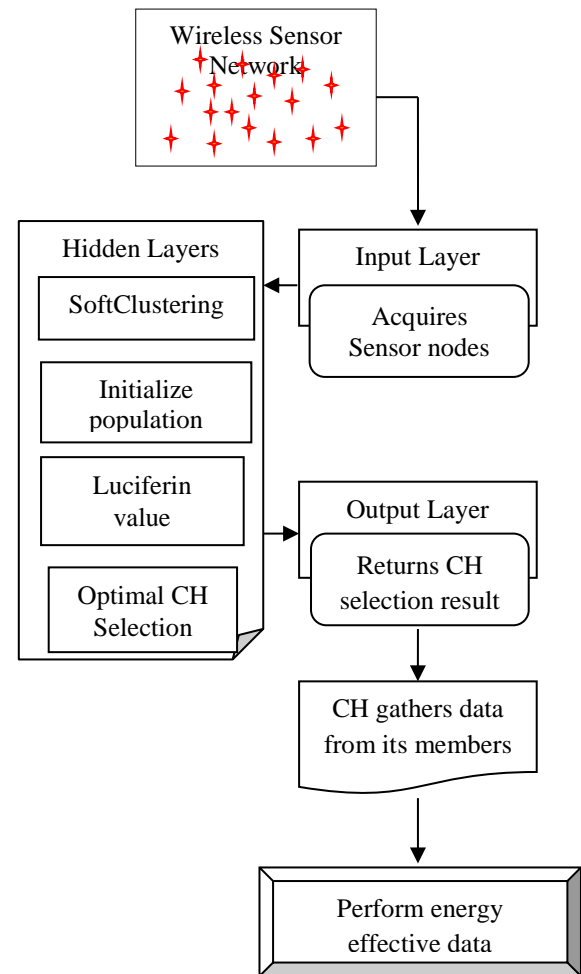 Wireless Sensor
Network
Hidden Layers
SoftClustering
Initialize
population
Luciferin
value
Optimal CH
Selection
Input Layer
Acquires
Sensor nodes
Output Layer
Returns CH
selection result
CH gathers data
from its members
Perform energy
effective data